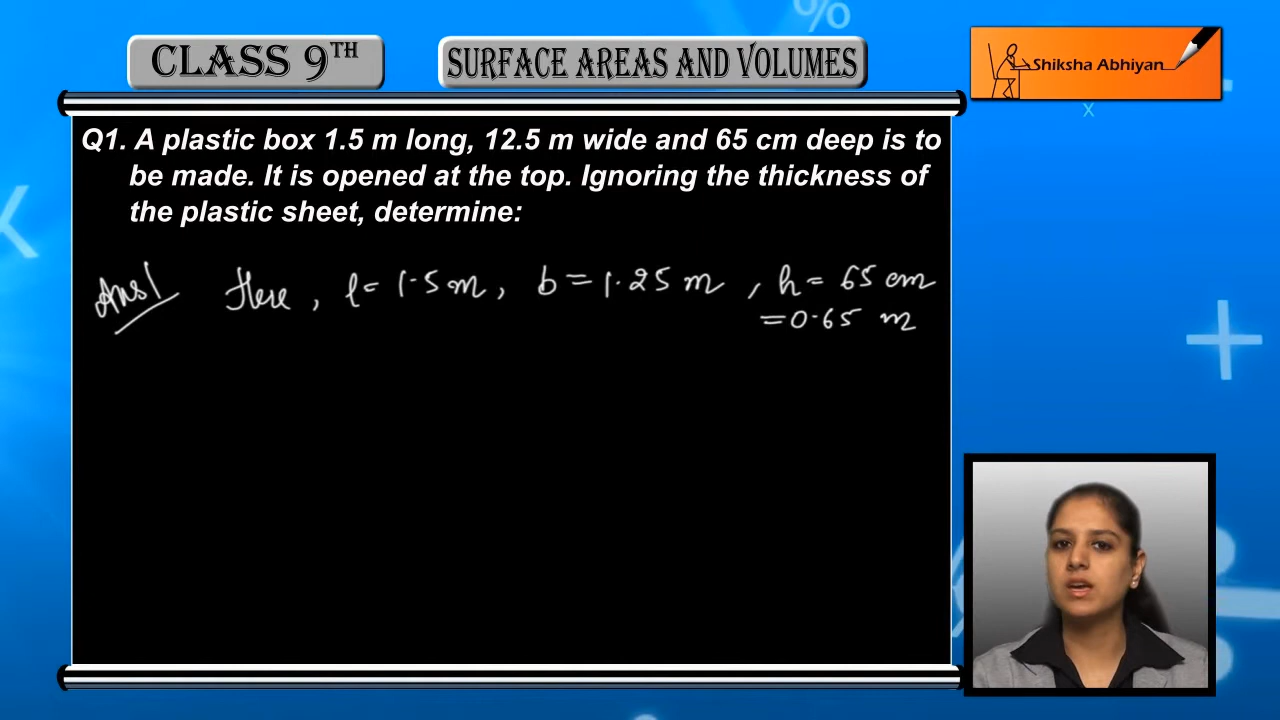 CLASS 9TH
SURFACE AREAS AND VOLUMES
Shiksha Abhiyan
Q1. A plastic box 1.5 m long, 12.5 m wide and 65 cm deep is to
be made. It is opened at the top. Ignoring the thickness of
the plastic sheet, determine:
Ans1 Here, l= 1.5m, b=1.25 m, h= 65 cm
=0.65 m